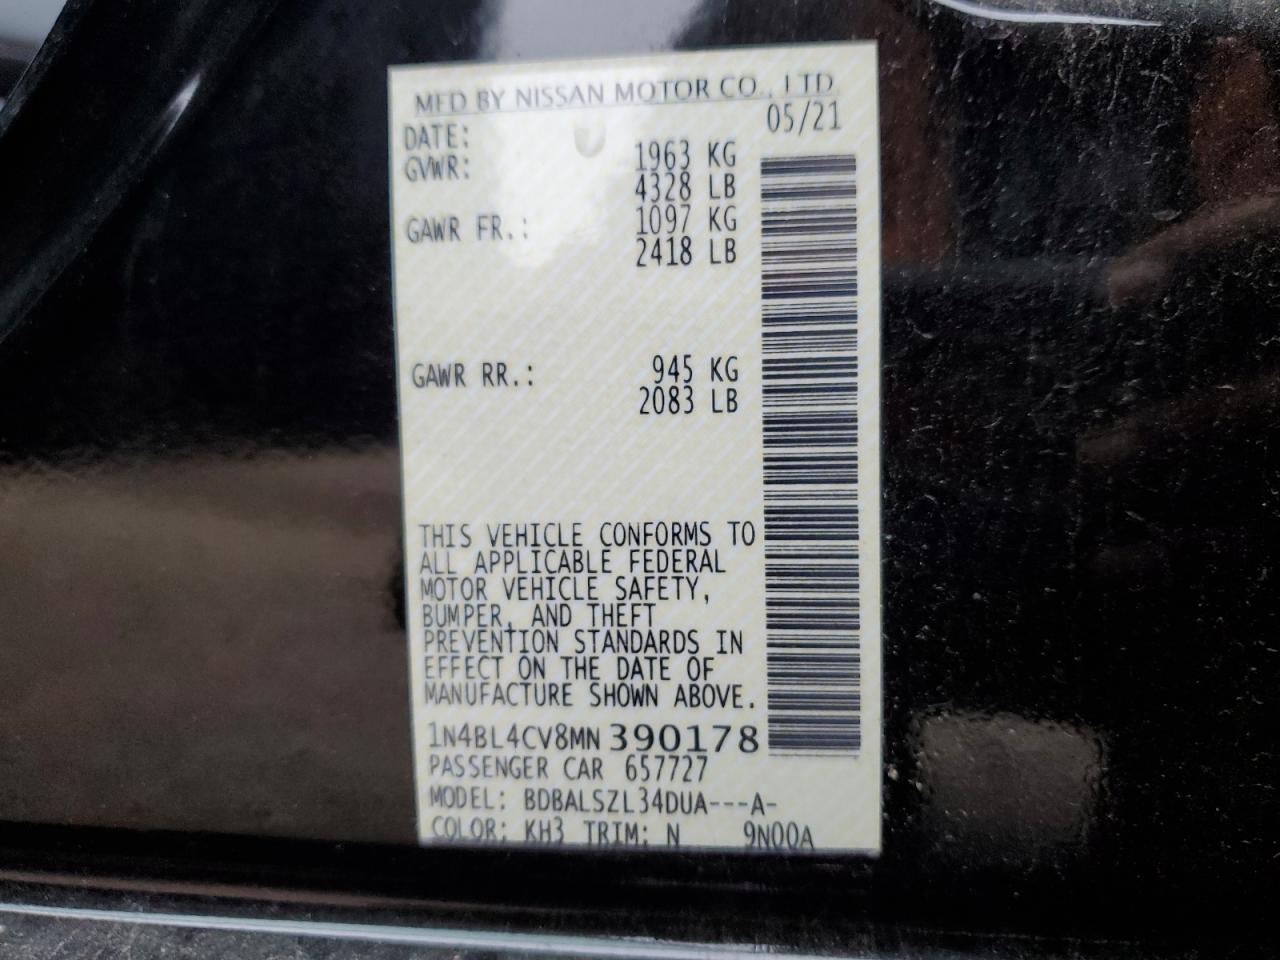 MFD BY NISSAN MOTOR CO., LTD.
DATE: 05/21
GVWR: 1963 KG
4328 LB
GAWR FR.: 1097 KG
2418 LB
GAWR RR.: 945 KG
2083 LB
THIS VEHICLE CONFORMS TO
ALL APPLICABLE FEDERAL
MOTOR VEHICLE SAFETY,
BUMPER, AND THEFT
PREVENTION STANDARDS IN
EFFECT ON THE DATE OF
MANUFACTURE SHOWN ABOVE.
1N4BL4CV8MN390178
PASSENGER CAR 657727
MODEL: BDBALSZL34DUA---A-
COLOR: KH3 TRIM: N 9N00A